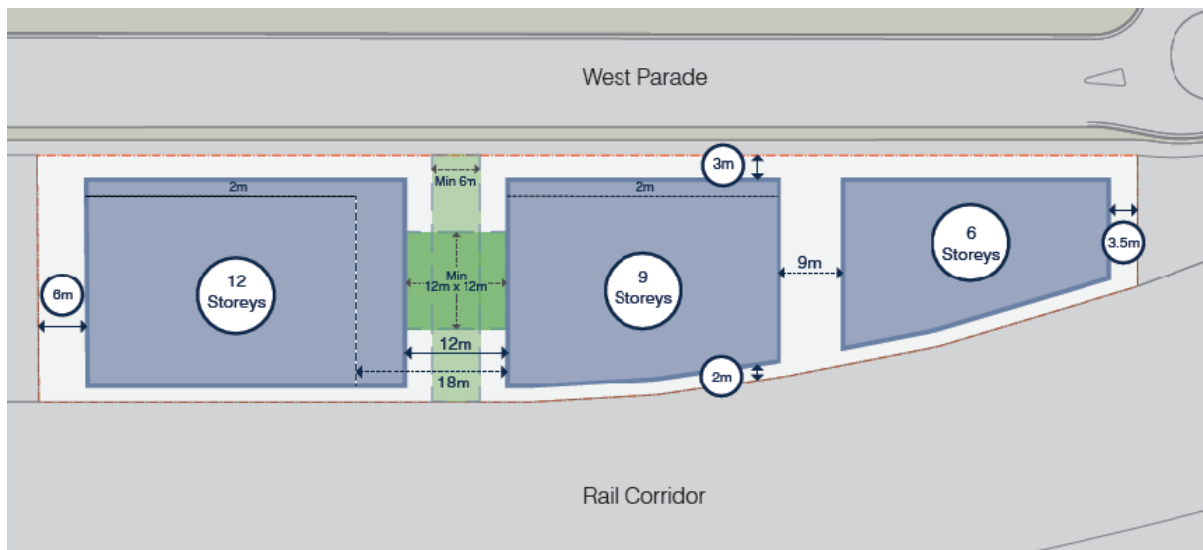 West Parade
3m
2m
Min 6m
2m
12
Storeys
6m
Min
12m x 12m
9
Storeys
9m
6
Storeys
3.5m
12m
18m
2m
Rail Corridor